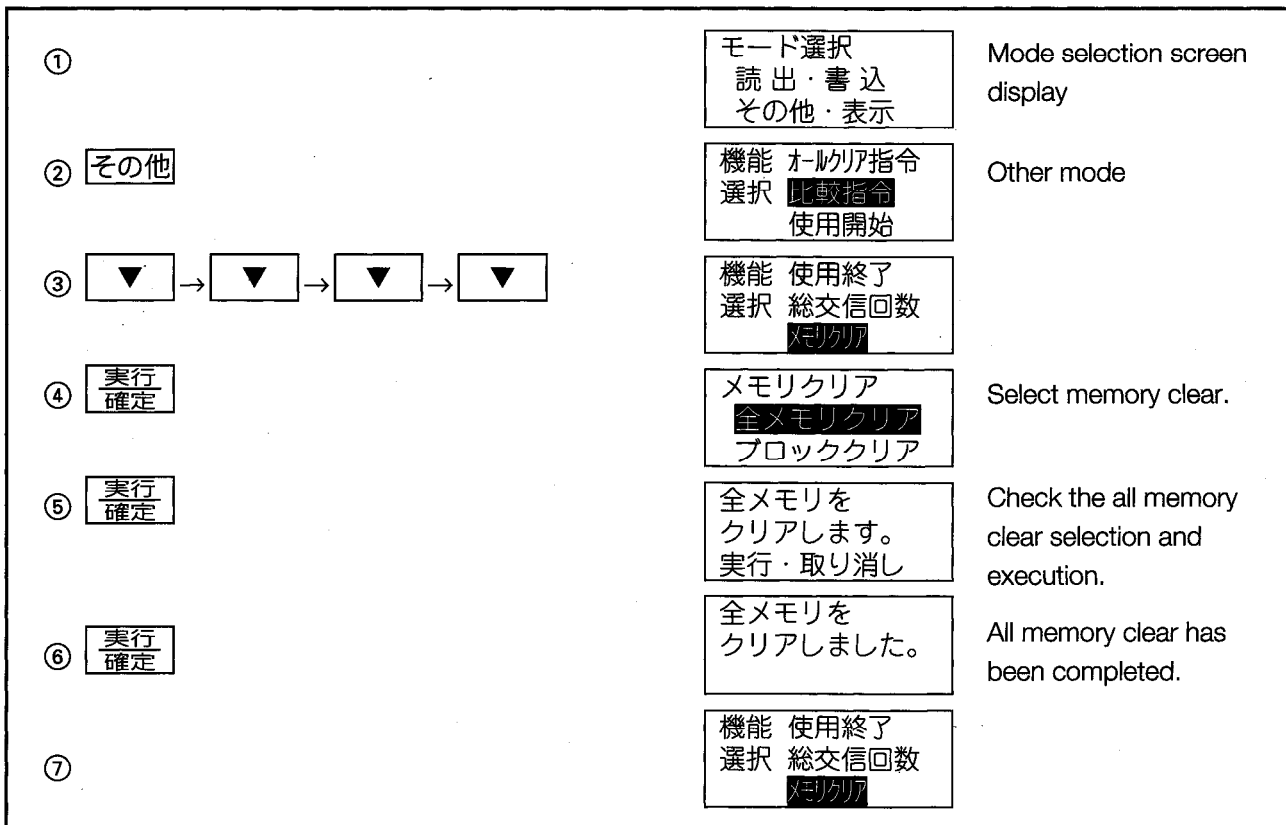 ①
モード選択
読出・書込
その他・表示
Mode selection screen
display
② その他
機能 オールクリア指令
選択 比較指令
使用開始
Other mode
③ ▼ → ▼ → ▼ → ▼
機能 使用終了
選択 総交信回数
メモリクリア
④ 実行
確定
メモリクリア
全メモリクリア
ブロッククリア
Select memory clear.
⑤ 実行
確定
全メモリを
クリアします。
実行・取り消し
Check the all memory
clear selection and
execution.
⑥ 実行
確定
全メモリを
クリアしました。
All memory clear has
been completed.
⑦
機能 使用終了
選択 総交信回数
メモリクリア